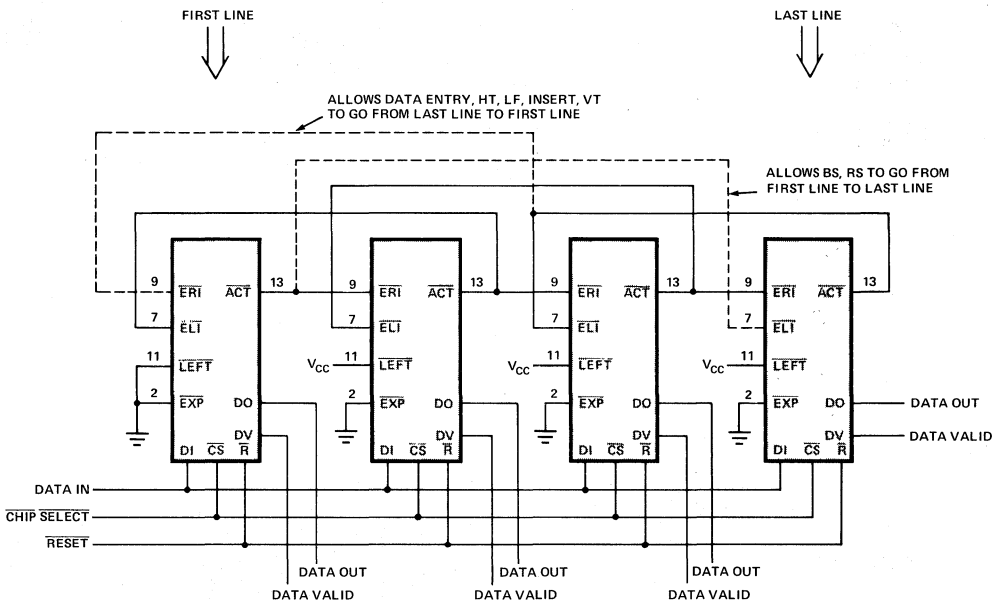 FIRST LINE
LAST LINE
ALLOWS DATA ENTRY, HT, LF, INSERT, VT
TO GO FROM LAST LINE TO FIRST LINE
ALLOWS BS, RS TO GO FROM
FIRST LINE TO LAST LINE
9 ERI ACT 13
7 ELI
11 LEFT
2 EXP DO
DV
DI CS R
9 ERI ACT 13
7 ELI
VCC 11 LEFT
2 EXP DO
DV
DI CS R
9 ERI ACT 13
7 ELI
VCC 11 LEFT
2 EXP DO
DV
DI CS R
9 ERI ACT 13
7 ELI
VCC 11 LEFT
2 EXP DO
DV
DI CS R
DATA OUT
DATA VALID
DATA IN
CHIP SELECT
RESET
DATA OUT
DATA VALID
DATA OUT
DATA VALID
DATA OUT
DATA VALID